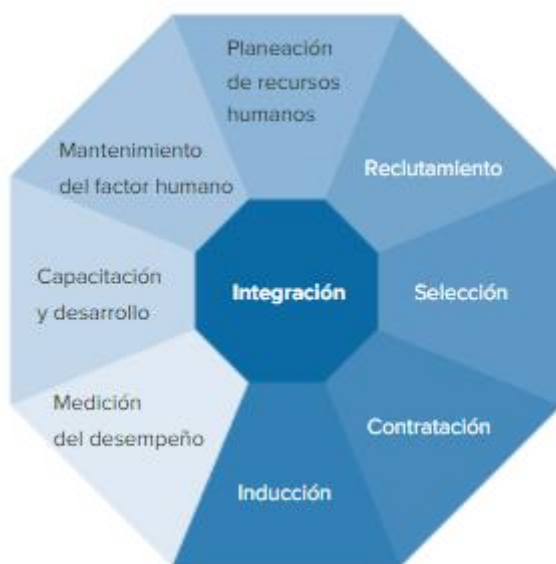 Planeación
de recursos
humanos
Reclutamiento
Selección
Contratación
Inducción
Medición
del desempeño
Capacitación
y desarrollo
Mantenimiento
del factor humano
Integración